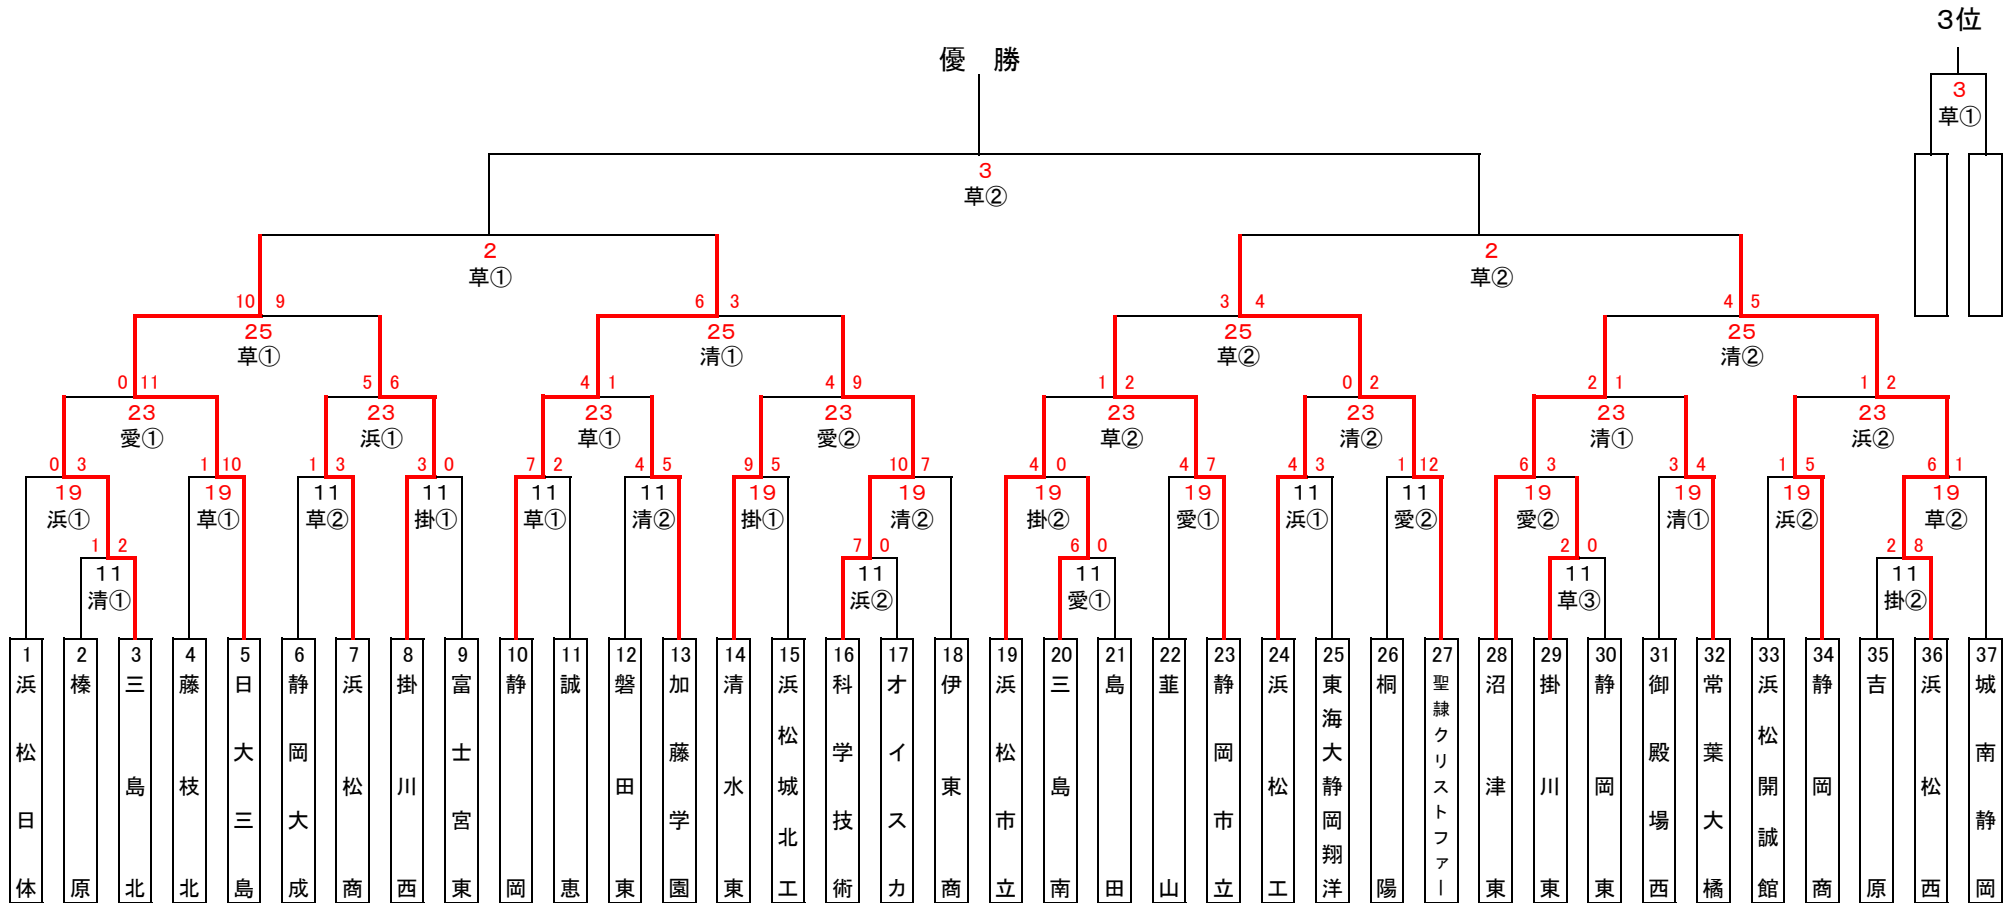 3位
優 勝
3
草①
3
草②
2
草①
2
草②
10 9
6 3
3 4
4 5
25
草①
25
清①
25
草②
25
清②
0 11
5 6
4 1
4 9
1 2
0 2
2 1
1 2
23
愛①
23
浜①
23
草①
23
愛②
23
草②
23
清②
23
清①
23
浜②
0 3
1 10
1 3
3 0
7 2
4 5
9 5
10 7
4 0
4 7
4 3
1 12
6 3
3 4
1 5
6 1
19
浜①
19
草①
11
草②
11
掛①
11
草①
11
清②
19
掛①
19
清②
19
掛②
19
愛①
11
浜①
11
愛②
19
愛②
19
清①
19
浜②
19
草②
1 2
7 0
6 0
2 0
2 8
11
清①
11
浜②
11
愛①
11
草③
11
掛②
1 浜松日体
2 榛原
3 三島北
4 藤枝北
5 日大三島
6 静岡大成
7 浜松商
8 掛川西
9 富士宮東
10 静岡
11 誠恵
12 磐田東
13 加藤学園
14 清水東
15 浜松城北工
16 科学技術
17 オイスカ
18 伊東商
19 浜松市立
20 三島南
21 島田
22 韮山
23 静岡市立
24 浜松工
25 東海大静岡翔洋
26 桐陽
27 聖隷クリストファー
28 沼津東
29 掛川東
30 静岡東
31 御殿場西
32 常葉大橘
33 浜松開誠館
34 静岡商
35 吉原
36 浜松西
37 城南静岡